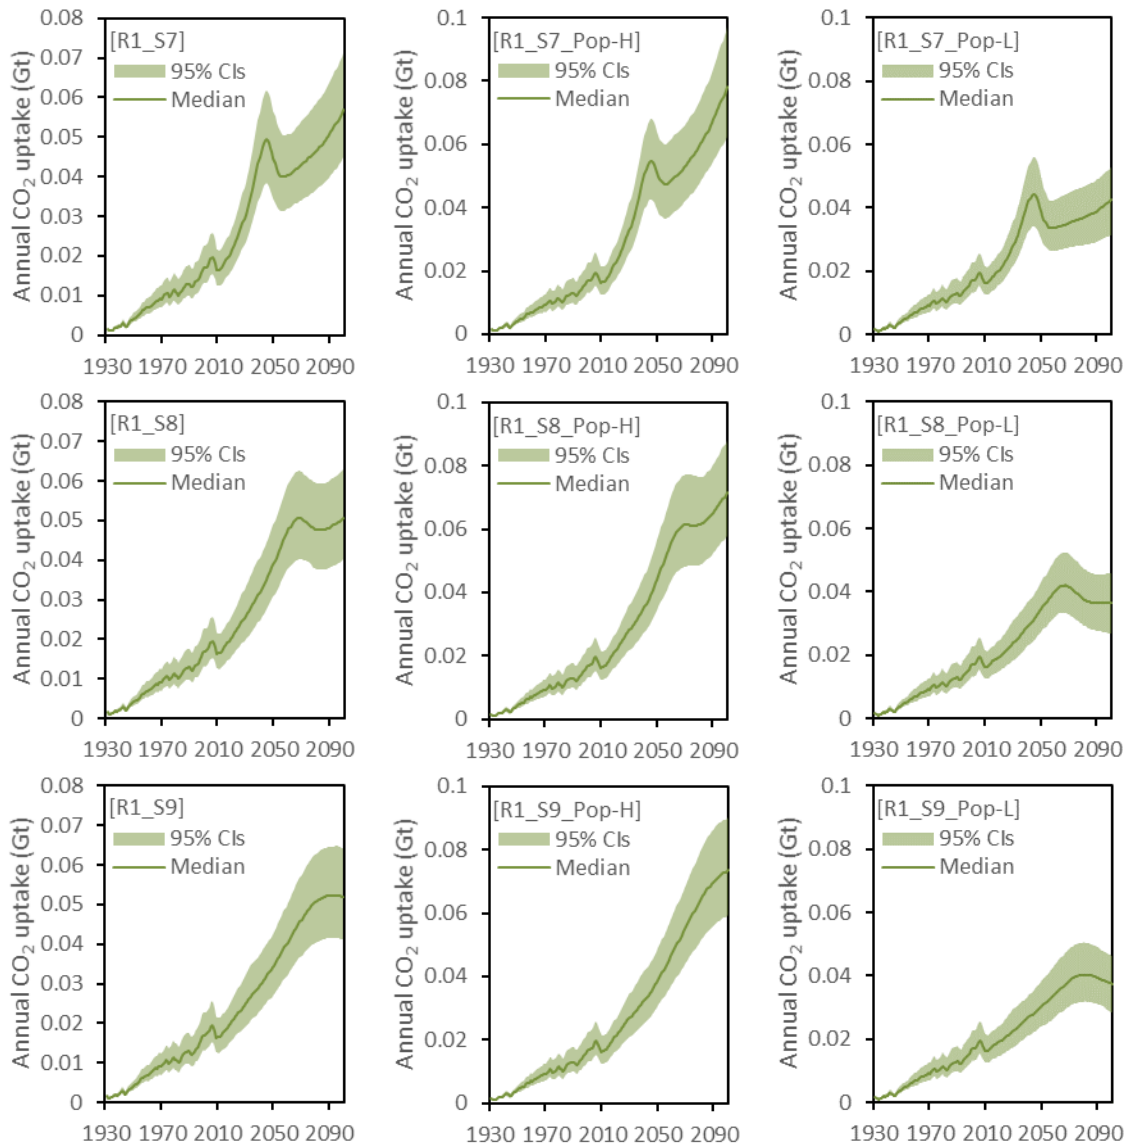 [R1_S7]
95% CIs
Median
Annual CO₂ uptake (Gt)
0.08
0.07
0.06
0.05
0.04
0.03
0.02
0.01
0
1930 1970 2010 2050 2090
[R1_S7_Pop-H]
95% CIs
Median
Annual CO₂ uptake (Gt)
0.1
0.08
0.06
0.04
0.02
0
1930 1970 2010 2050 2090
[R1_S7_Pop-L]
95% CIs
Median
Annual CO₂ uptake (Gt)
0.1
0.08
0.06
0.04
0.02
0
1930 1970 2010 2050 2090
[R1_S8]
95% CIs
Median
Annual CO₂ uptake (Gt)
0.08
0.07
0.06
0.05
0.04
0.03
0.02
0.01
0
1930 1970 2010 2050 2090
[R1_S8_Pop-H]
95% CIs
Median
Annual CO₂ uptake (Gt)
0.1
0.08
0.06
0.04
0.02
0
1930 1970 2010 2050 2090
[R1_S8_Pop-L]
95% CIs
Median
Annual CO₂ uptake (Gt)
0.1
0.08
0.06
0.04
0.02
0
1930 1970 2010 2050 2090
[R1_S9]
95% CIs
Median
Annual CO₂ uptake (Gt)
0.08
0.07
0.06
0.05
0.04
0.03
0.02
0.01
0
1930 1970 2010 2050 2090
[R1_S9_Pop-H]
95% CIs
Median
Annual CO₂ uptake (Gt)
0.1
0.08
0.06
0.04
0.02
0
1930 1970 2010 2050 2090
[R1_S9_Pop-L]
95% CIs
Median
Annual CO₂ uptake (Gt)
0.1
0.08
0.06
0.04
0.02
0
1930 1970 2010 2050 2090